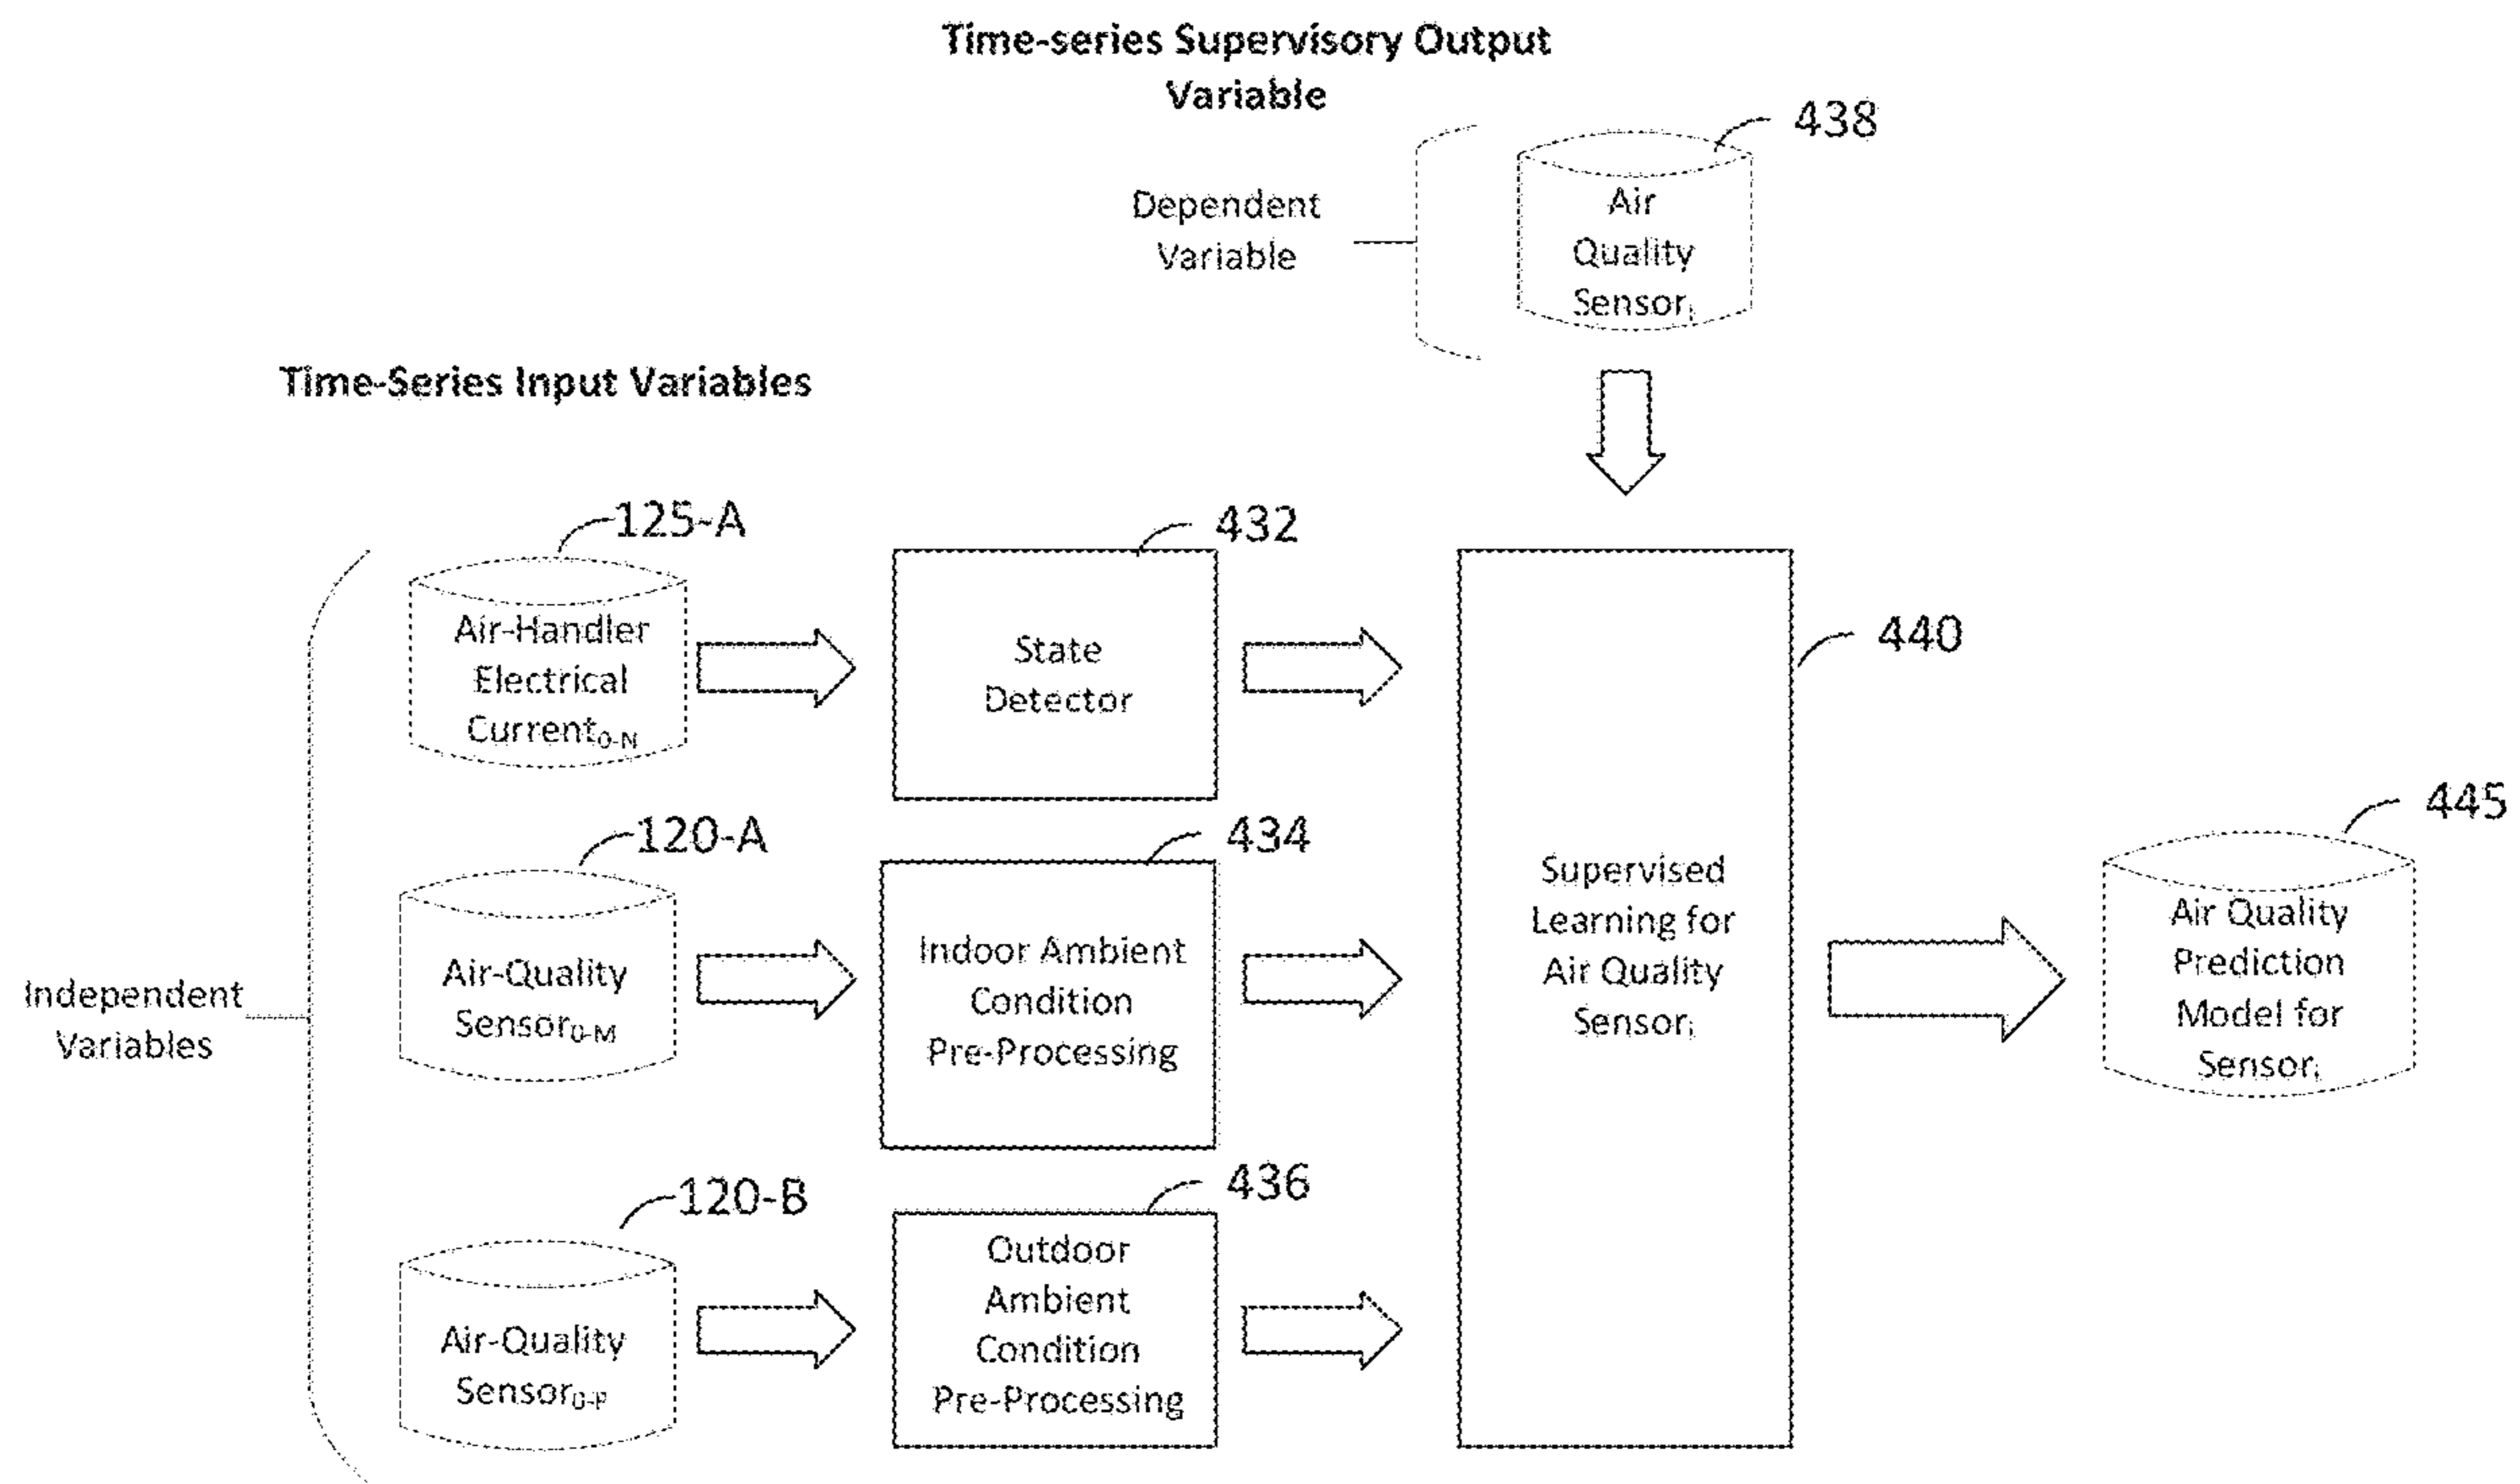 Time-series Supervisory Output
Variable
438
Dependent
Variable
Air
Quality
Sensorᵢ
Time-Series Input Variables
125-A
432
Air-Handler
Electrical
Current₀₋N
State
Detector
440
120-A
434
445
Independent
Variables
Air-Quality
Sensor₀₋M
Indoor Ambient
Condition
Pre-Processing
Supervised
Learning for
Air Quality
Sensorᵢ
Air Quality
Prediction
Model for
Sensorᵢ
120-B
436
Air-Quality
Sensor₀₋P
Outdoor
Ambient
Condition
Pre-Processing